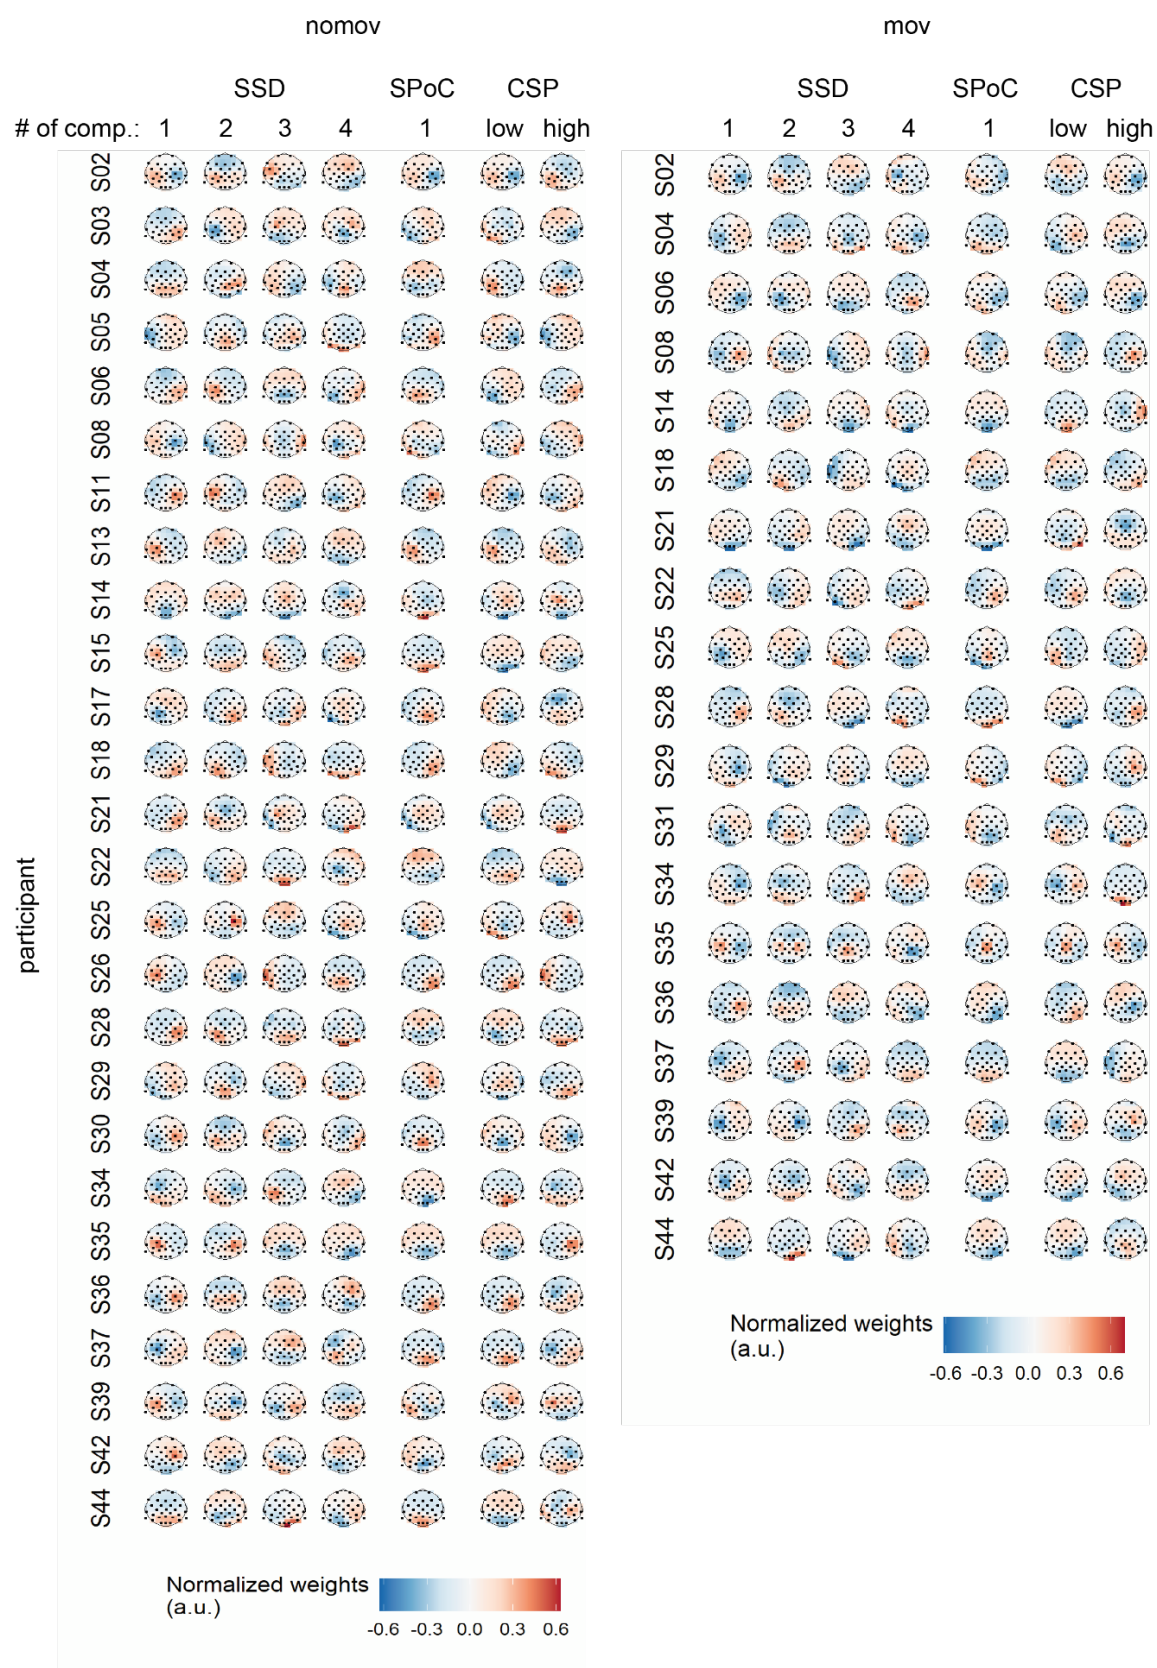 nomov
SSD SPoC CSP
# of comp.: 1 2 3 4 1 low high
S02
S03
S04
S05
S06
S08
S11
S13
S14
S15
S17
S18
S21
S22
S25
S26
S28
S29
S30
S34
S35
S36
S37
S39
S42
S44
participant
Normalized weights
(a.u.)
-0.6 -0.3 0.0 0.3 0.6
mov
SSD SPoC CSP
1 2 3 4 1 low high
S02
S04
S06
S08
S14
S18
S21
S22
S25
S28
S29
S31
S34
S35
S36
S37
S39
S42
S44
Normalized weights
(a.u.)
-0.6 -0.3 0.0 0.3 0.6